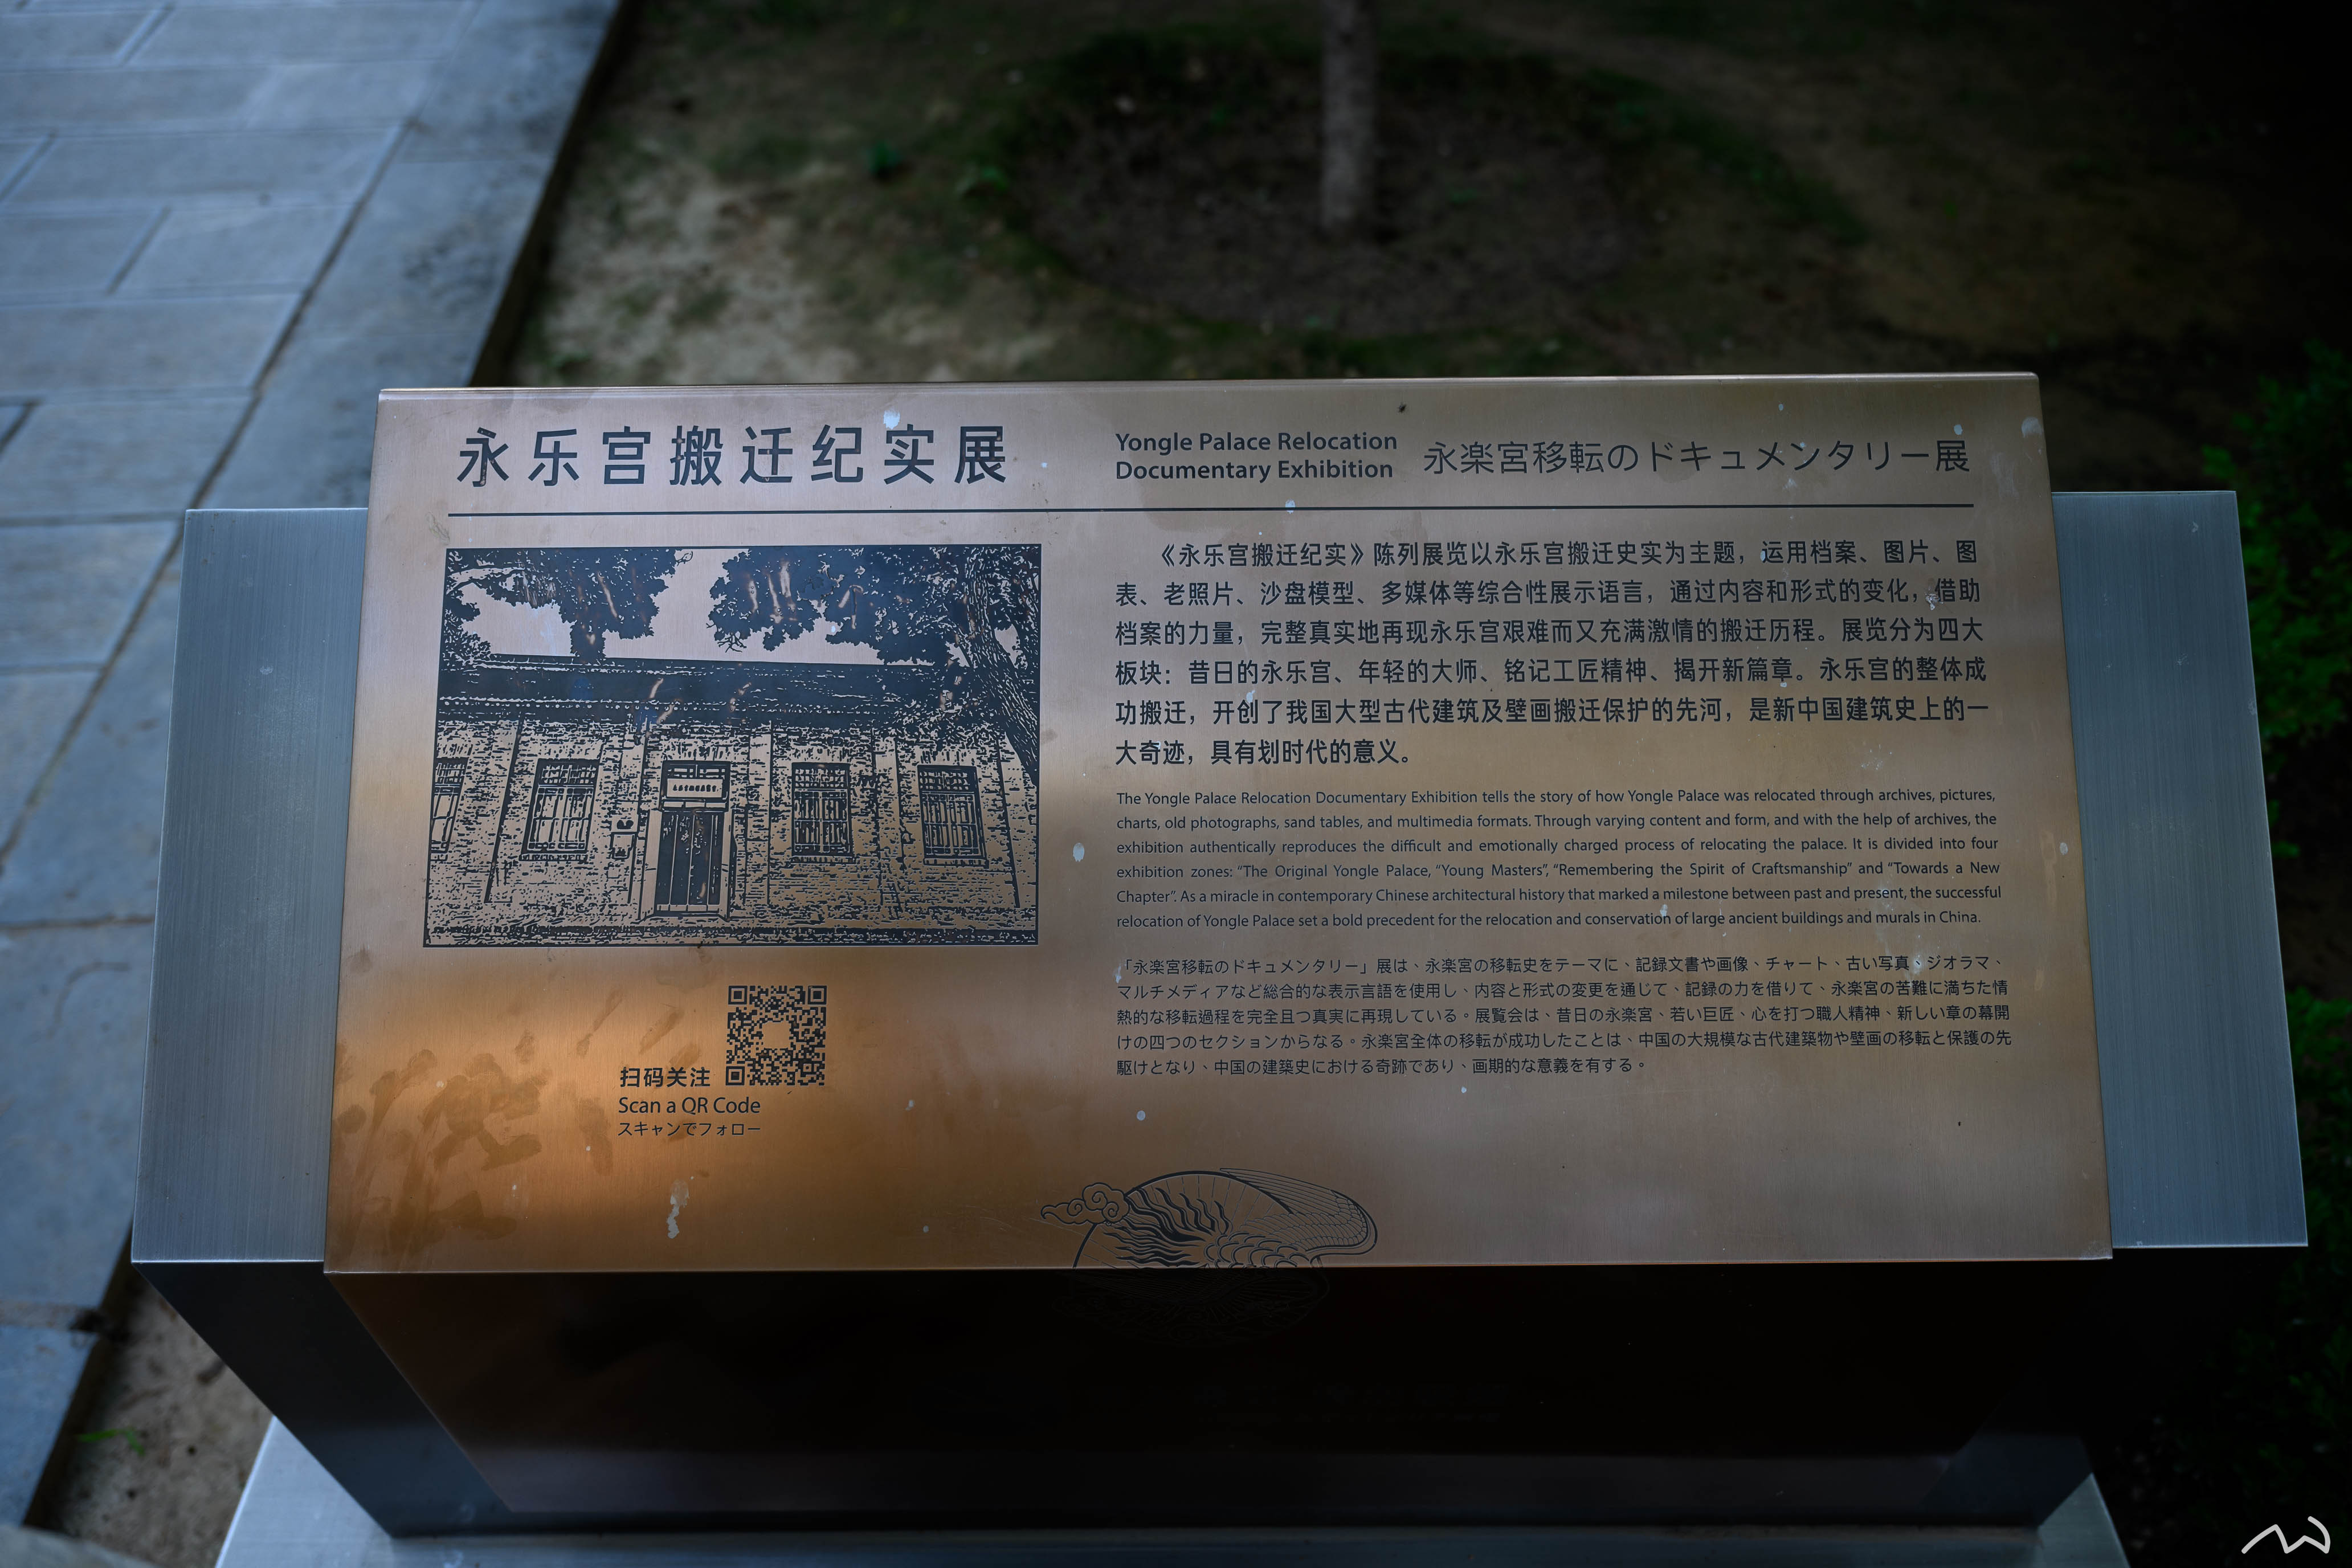 永乐宫搬迁纪实展
Yongle Palace Relocation
Documentary Exhibition
永楽宮移転のドキュメンタリー展
《永乐宫搬迁纪实》陈列展览以永乐宫搬迁史实为主题，运用档案、图片、图
表、老照片、沙盘模型、多媒体等综合性展示语言，通过内容和形式的变化，借助
档案的力量，完整真实地再现永乐宫艰难而又充满激情的搬迁历程。展览分为四大
板块：昔日的永乐宫、年轻的大师、铭记工匠精神、揭开新篇章。永乐宫的整体成
功搬迁，开创了我国大型古代建筑及壁画搬迁保护的先河，是新中国建筑史上的一
大奇迹，具有划时代的意义。
The Yongle Palace Relocation Documentary Exhibition tells the story of how Yongle Palace was relocated through archives, pictures,
charts, old photographs, sand tables, and multimedia formats. Through varying content and form, and with the help of archives, the
exhibition authentically reproduces the difficult and emotionally charged process of relocating the palace. It is divided into four
exhibition zones: “The Original Yongle Palace, “Young Masters”, “Remembering the Spirit of Craftsmanship” and “Towards a New
Chapter”. As a miracle in contemporary Chinese architectural history that marked a milestone between past and present, the successful
relocation of Yongle Palace set a bold precedent for the relocation and conservation of large ancient buildings and murals in China.
「永楽宮移転のドキュメンタリー」展は、永楽宮の移転史をテーマに、記録文書や画像、チャート、古い写真、ジオラマ、
マルチメディアなど総合的な表示言語を使用し、内容と形式の変更を通じて、記録の力を借りて、永楽宮の苦難に満ちた情
熱的な移転過程を完全且つ真実に再現している。展覧会は、昔日の永楽宮、若い巨匠、心を打つ職人精神、新しい章の幕開
けの四つのセクションからなる。永楽宮全体の移転が成功したことは、中国の大規模な古代建築物や壁画の移転と保護の先
駆けとなり、中国の建築史における奇跡であり、画期的な意義を有する。
扫码关注
Scan a QR Code
スキャンでフォロー